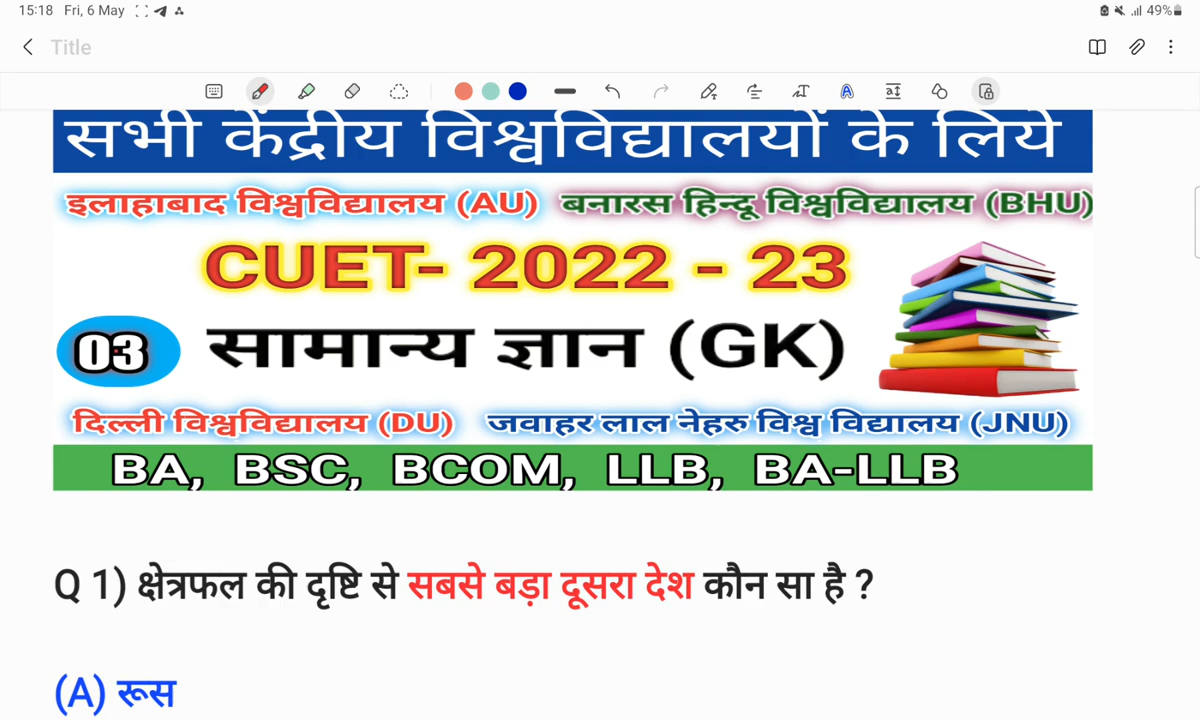 15:18 Fri, 6 May 49%
Title
सभी केंद्रीय विश्वविद्यालयों के लिये
इलाहाबाद विश्वविद्यालय (AU) बनारस हिन्दू विश्वविद्यालय (BHU)
CUET- 2022 - 23
03 सामान्य ज्ञान (GK)
दिल्ली विश्वविद्यालय (DU) जवाहर लाल नेहरु विश्व विद्यालय (JNU)
BA, BSC, BCOM, LLB, BA-LLB
Q 1) क्षेत्रफल की दृष्टि से सबसे बड़ा दूसरा देश कौन सा है ?
(A) रूस